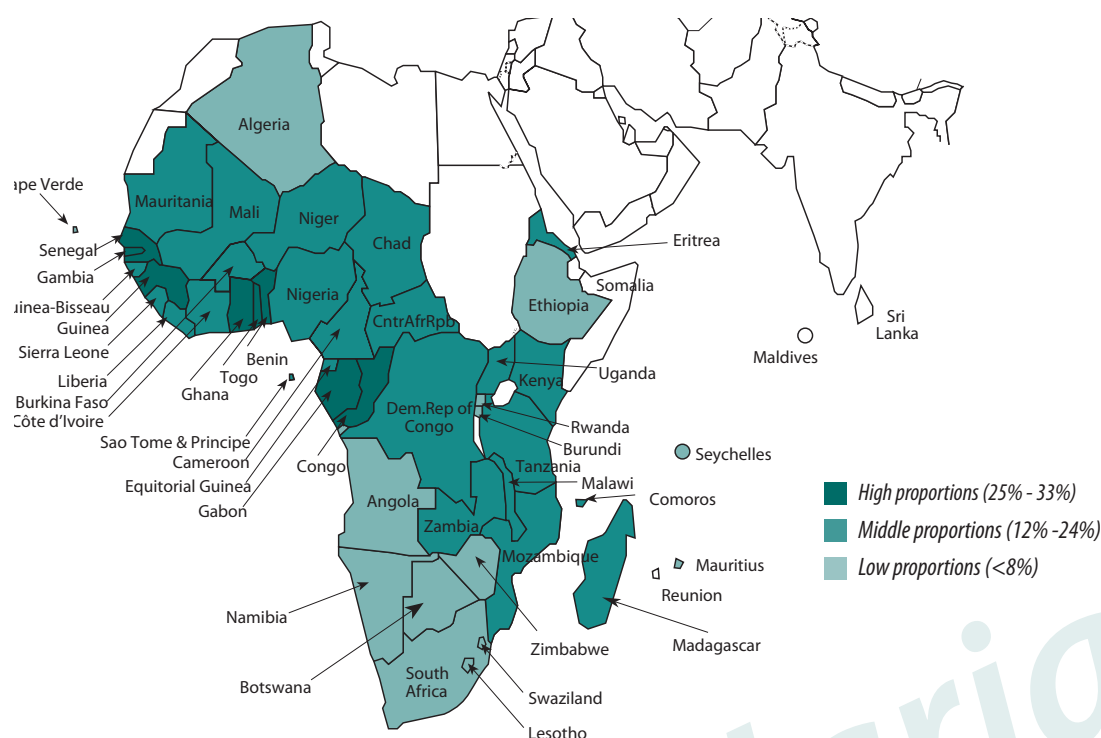 Algeria
ape Verde
Mauritania
Mali
Niger
Chad
Senegal
Eritrea
Gambia
Somalia
Nigeria
Ethiopia
uinea-Bissau
Guinea
CntrAfrRpb
Sri
Lanka
Sierra Leone
Benin
Maldives
Liberia
Togo
Uganda
Kenya
Ghana
Burkina Faso
Côte d'Ivoire
Dem.Rep of
Congo
Rwanda
Sao Tome & Principe
Burundi
Seychelles
Cameroon
Congo
Tanzania
Equitorial Guinea
Malawi
Gabon
Angola
Comoros
High proportions (25% - 33%)
Zambia
Middle proportions (12% -24%)
Mozambique
Mauritius
Low proportions (<8%)
Reunion
Namibia
Madagascar
Zimbabwe
South
Africa
Botswana
Swaziland
Lesotho